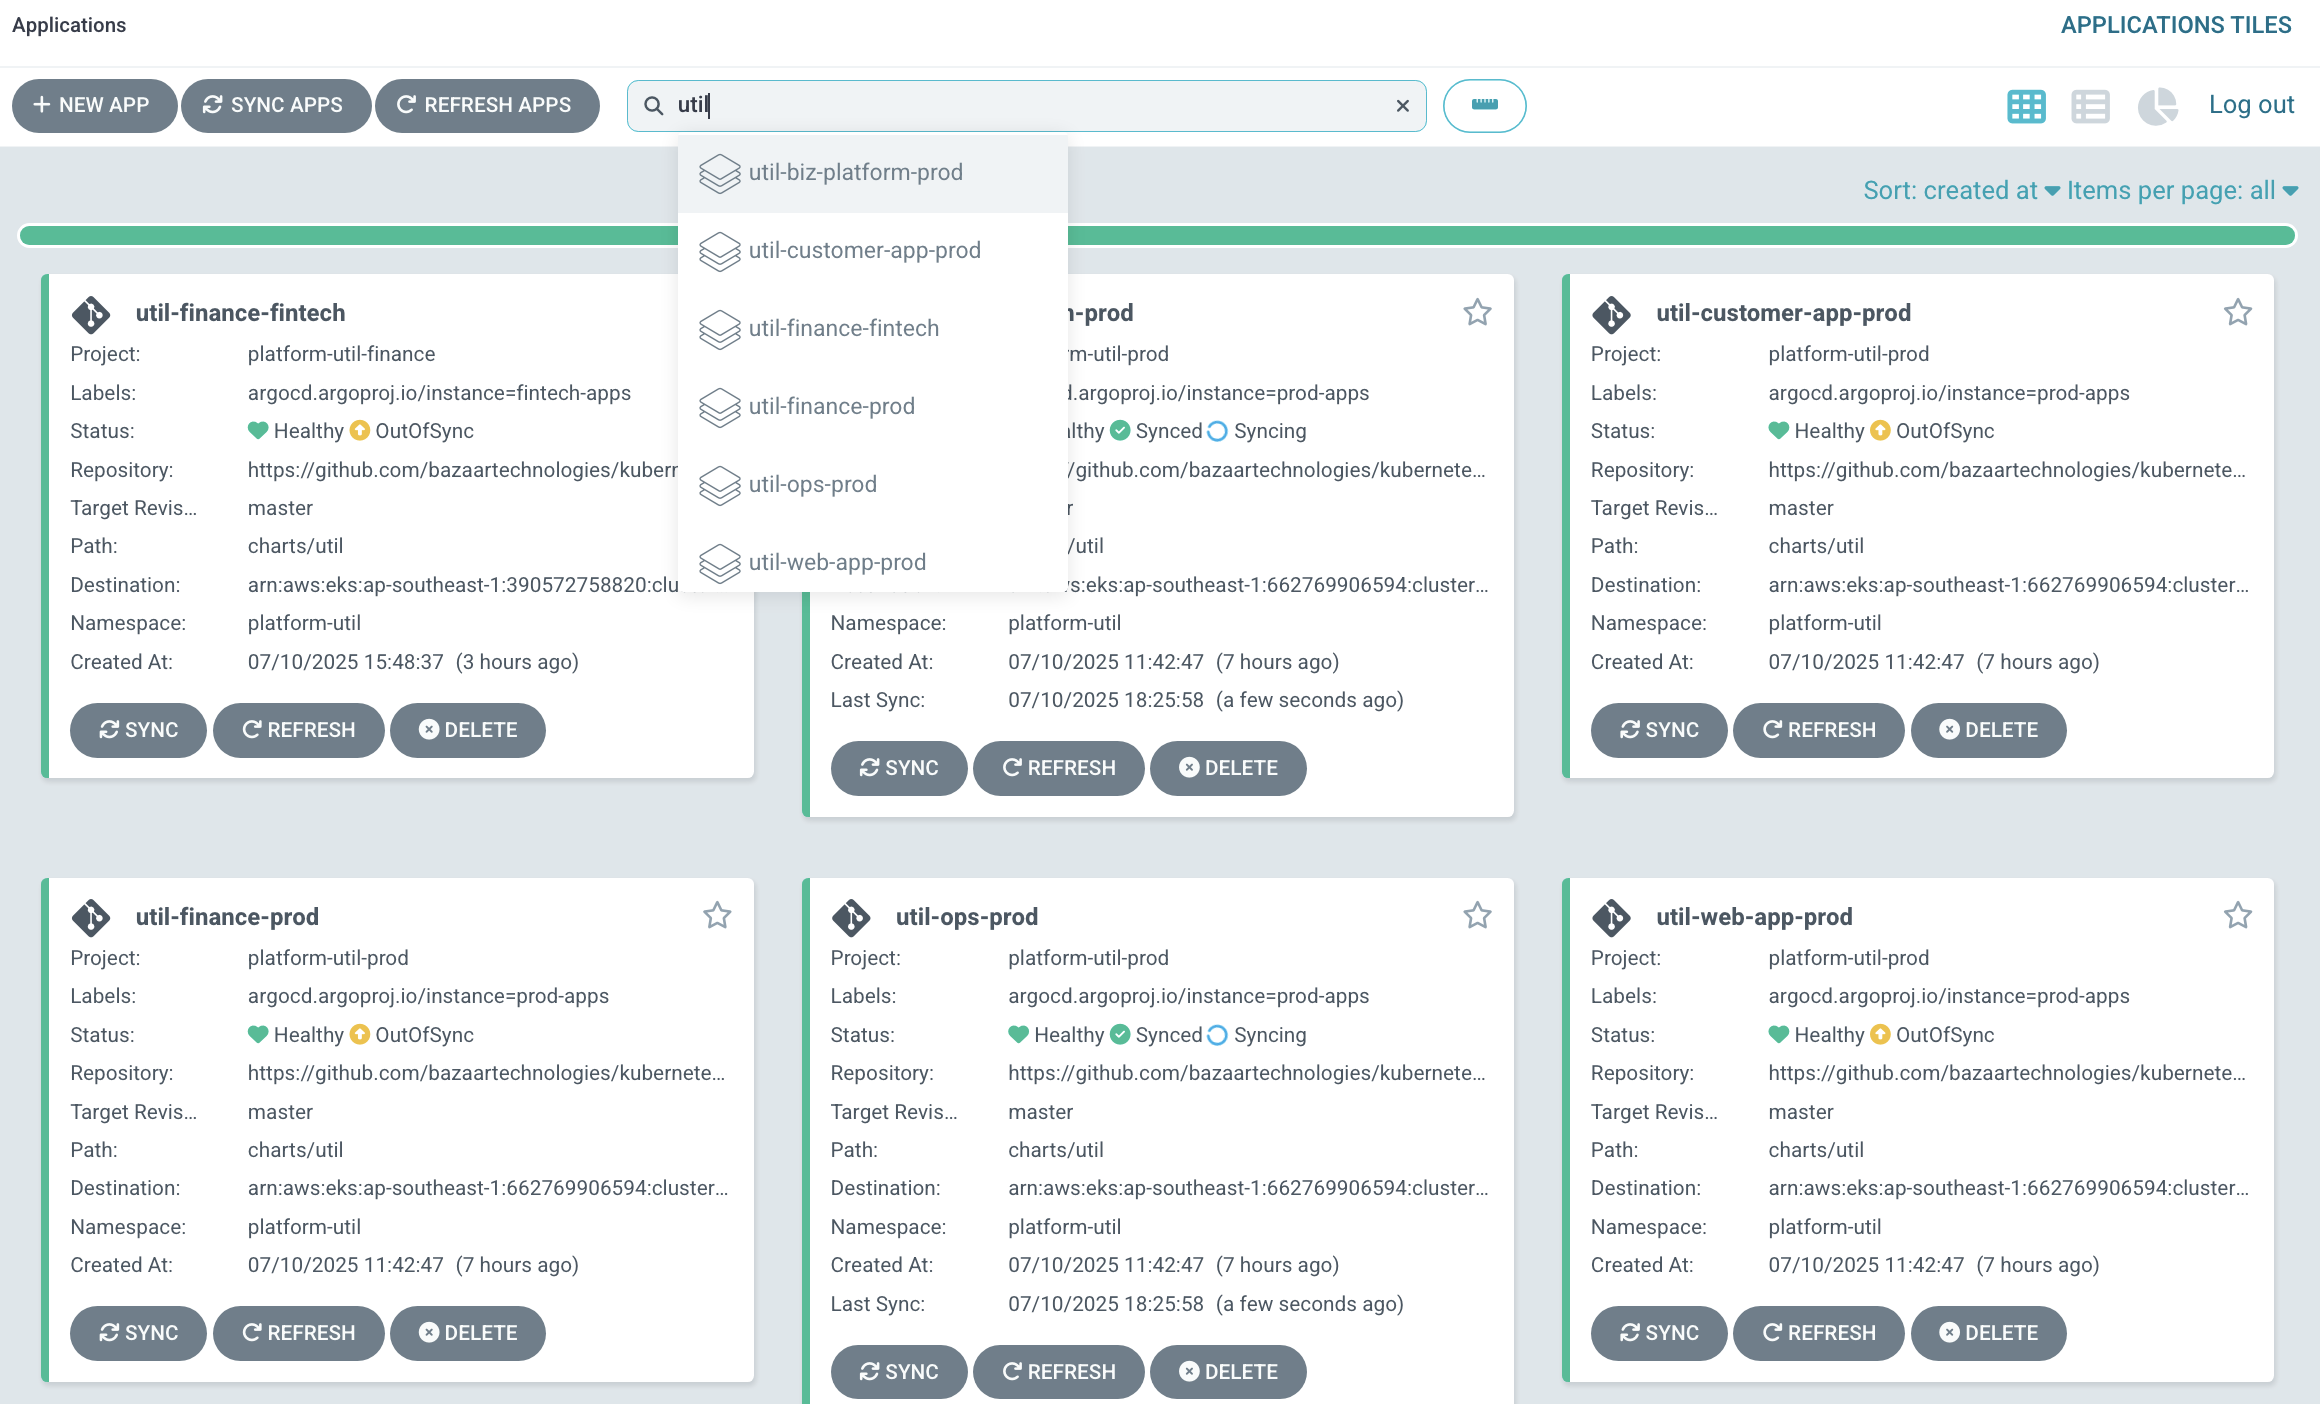 Applications
APPLICATIONS TILES
NEW APP
SYNC APPS
REFRESH APPS
util
Log out
util-biz-platform-prod
util-customer-app-prod
util-finance-fintech
util-finance-prod
util-ops-prod
util-web-app-prod
Sort: created at
Items per page: all
util-finance-fintech
Project: platform-util-finance
Labels: argocd.argoproj.io/instance=fintech-apps
Status: Healthy OutOfSync
Repository: https://github.com/bazaartechnologies/kuber
Target Revis... master
Path: charts/util
Destination: arn:aws:eks:ap-southeast-1:390572758820:clu
Namespace: platform-util
Created At: 07/10/2025 15:48:37 (3 hours ago)
SYNC
REFRESH
DELETE
-prod
m-util-prod
.argoproj.io/instance=prod-apps
lthy Synced Syncing
/github.com/bazaartechnologies/kubernete...
r
/util
s:eks:ap-southeast-1:662769906594:cluster...
Namespace: platform-util
Created At: 07/10/2025 11:42:47 (7 hours ago)
Last Sync: 07/10/2025 18:25:58 (a few seconds ago)
SYNC
REFRESH
DELETE
util-customer-app-prod
Project: platform-util-prod
Labels: argocd.argoproj.io/instance=prod-apps
Status: Healthy OutOfSync
Repository: https://github.com/bazaartechnologies/kubernete...
Target Revis... master
Path: charts/util
Destination: arn:aws:eks:ap-southeast-1:662769906594:cluster...
Namespace: platform-util
Created At: 07/10/2025 11:42:47 (7 hours ago)
SYNC
REFRESH
DELETE
util-finance-prod
Project: platform-util-prod
Labels: argocd.argoproj.io/instance=prod-apps
Status: Healthy OutOfSync
Repository: https://github.com/bazaartechnologies/kubernete...
Target Revis... master
Path: charts/util
Destination: arn:aws:eks:ap-southeast-1:662769906594:cluster...
Namespace: platform-util
Created At: 07/10/2025 11:42:47 (7 hours ago)
SYNC
REFRESH
DELETE
util-ops-prod
Project: platform-util-prod
Labels: argocd.argoproj.io/instance=prod-apps
Status: Healthy Synced Syncing
Repository: https://github.com/bazaartechnologies/kubernete...
Target Revis... master
Path: charts/util
Destination: arn:aws:eks:ap-southeast-1:662769906594:cluster...
Namespace: platform-util
Created At: 07/10/2025 11:42:47 (7 hours ago)
Last Sync: 07/10/2025 18:25:58 (a few seconds ago)
SYNC
REFRESH
DELETE
util-web-app-prod
Project: platform-util-prod
Labels: argocd.argoproj.io/instance=prod-apps
Status: Healthy OutOfSync
Repository: https://github.com/bazaartechnologies/kubernete...
Target Revis... master
Path: charts/util
Destination: arn:aws:eks:ap-southeast-1:662769906594:cluster...
Namespace: platform-util
Created At: 07/10/2025 11:42:47 (7 hours ago)
SYNC
REFRESH
DELETE